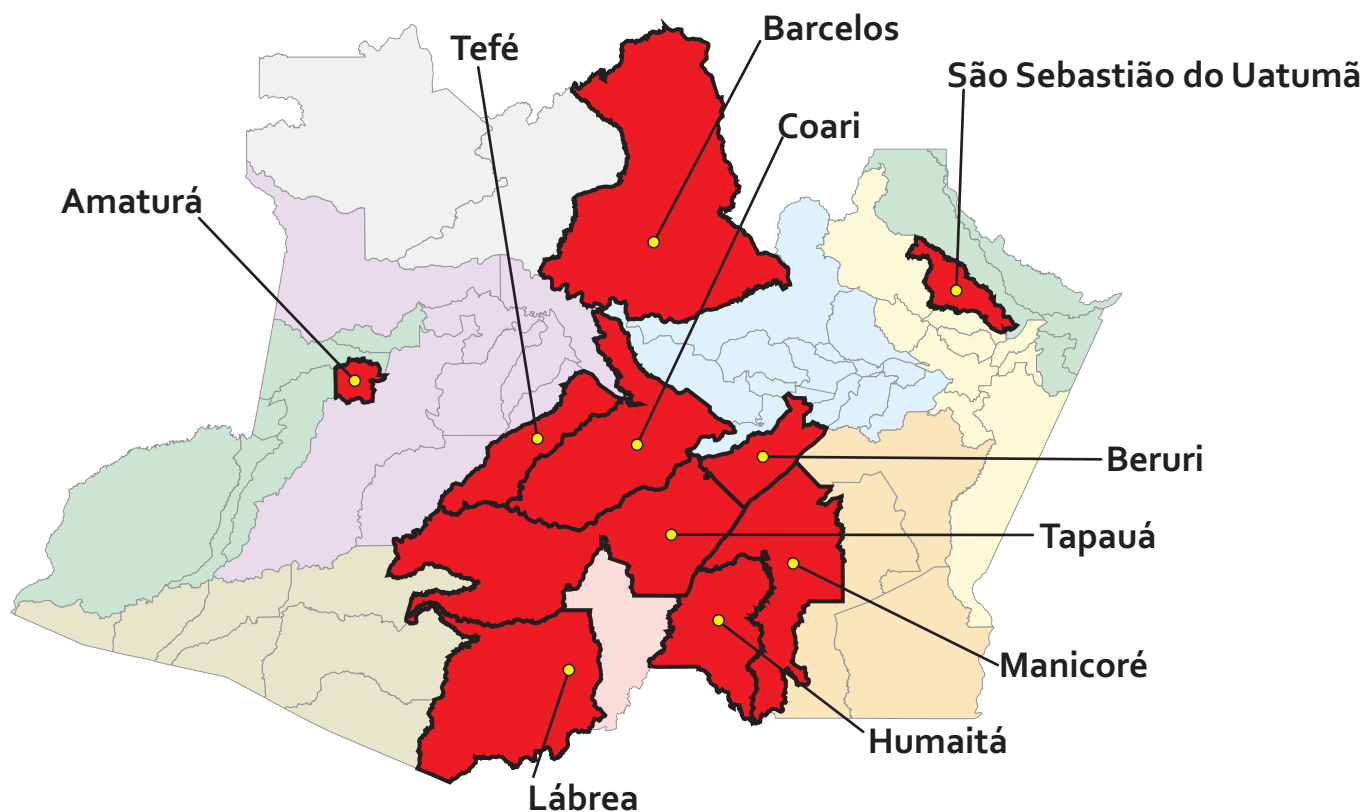 Barcelos
Tefé
São Sebastião do Uatumã
Coari
Amaturá
Beruri
Tapauá
Manicoré
Humaitá
Lábrea